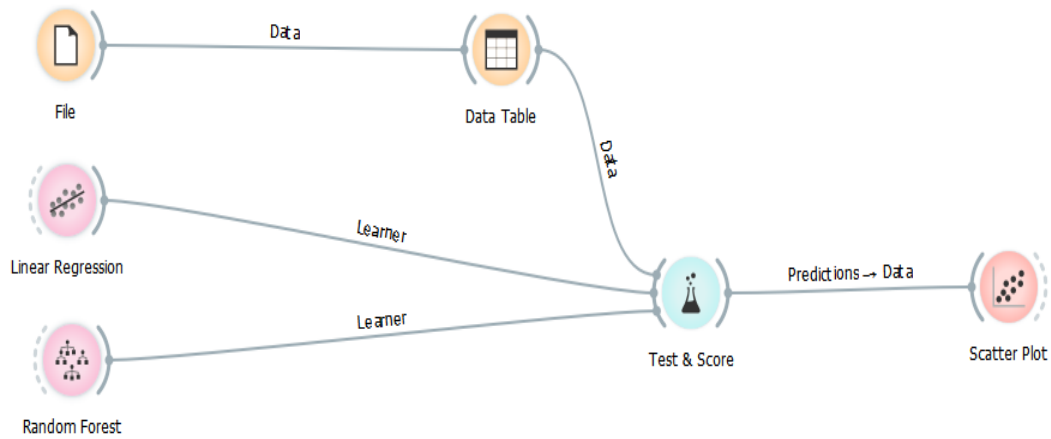 Data
File
Data Table
Data
Linear Regression
Learner
Predictions → Data
Learner
Test & Score
Scatter Plot
Random Forest